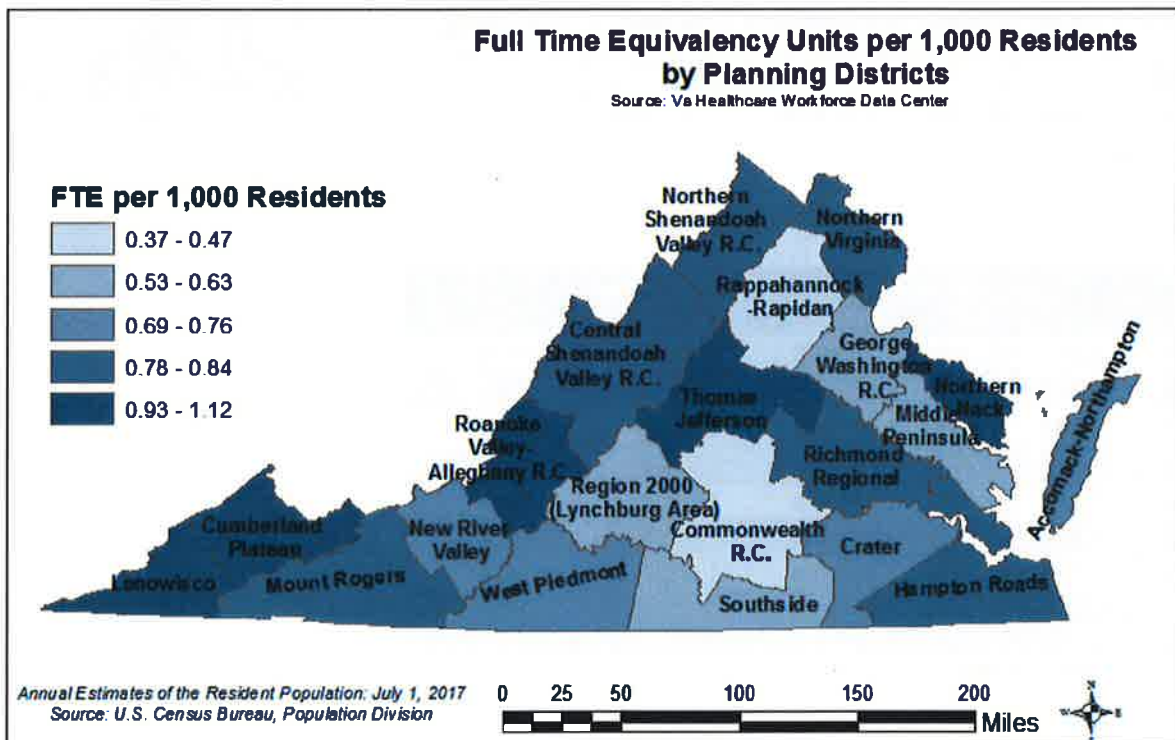 Full Time Equivalency Units per 1,000 Residents
by Planning Districts
Source: Va Healthcare Workforce Data Center
FTE per 1,000 Residents
0.37 - 0.47
0.53 - 0.63
0.69 - 0.76
0.78 - 0.84
0.93 - 1.12
Northern
Shenandoah
Valley R.C.
Northern
Virginia
Rappahannock
-Rapidan
Central
Shenandoah
Valley R.C.
George
Washington
R.C.
Northern
Neck
Accomack-Northampton
Thomas
Jefferson
Middle
Peninsula
Roanoke
Valley-
Alleghany R.C.
Richmond
Regional
Region 2000
(Lynchburg Area)
Commonwealth
R.C.
Cumberland
Plateau
New River
Valley
Crater
Lenowisco
Mount Rogers
West Piedmont
Southside
Hampton Roads
Annual Estimates of the Resident Population: July 1, 2017
Source: U.S. Census Bureau, Population Division
0 25 50 100 150 200
Miles
N
W E
S